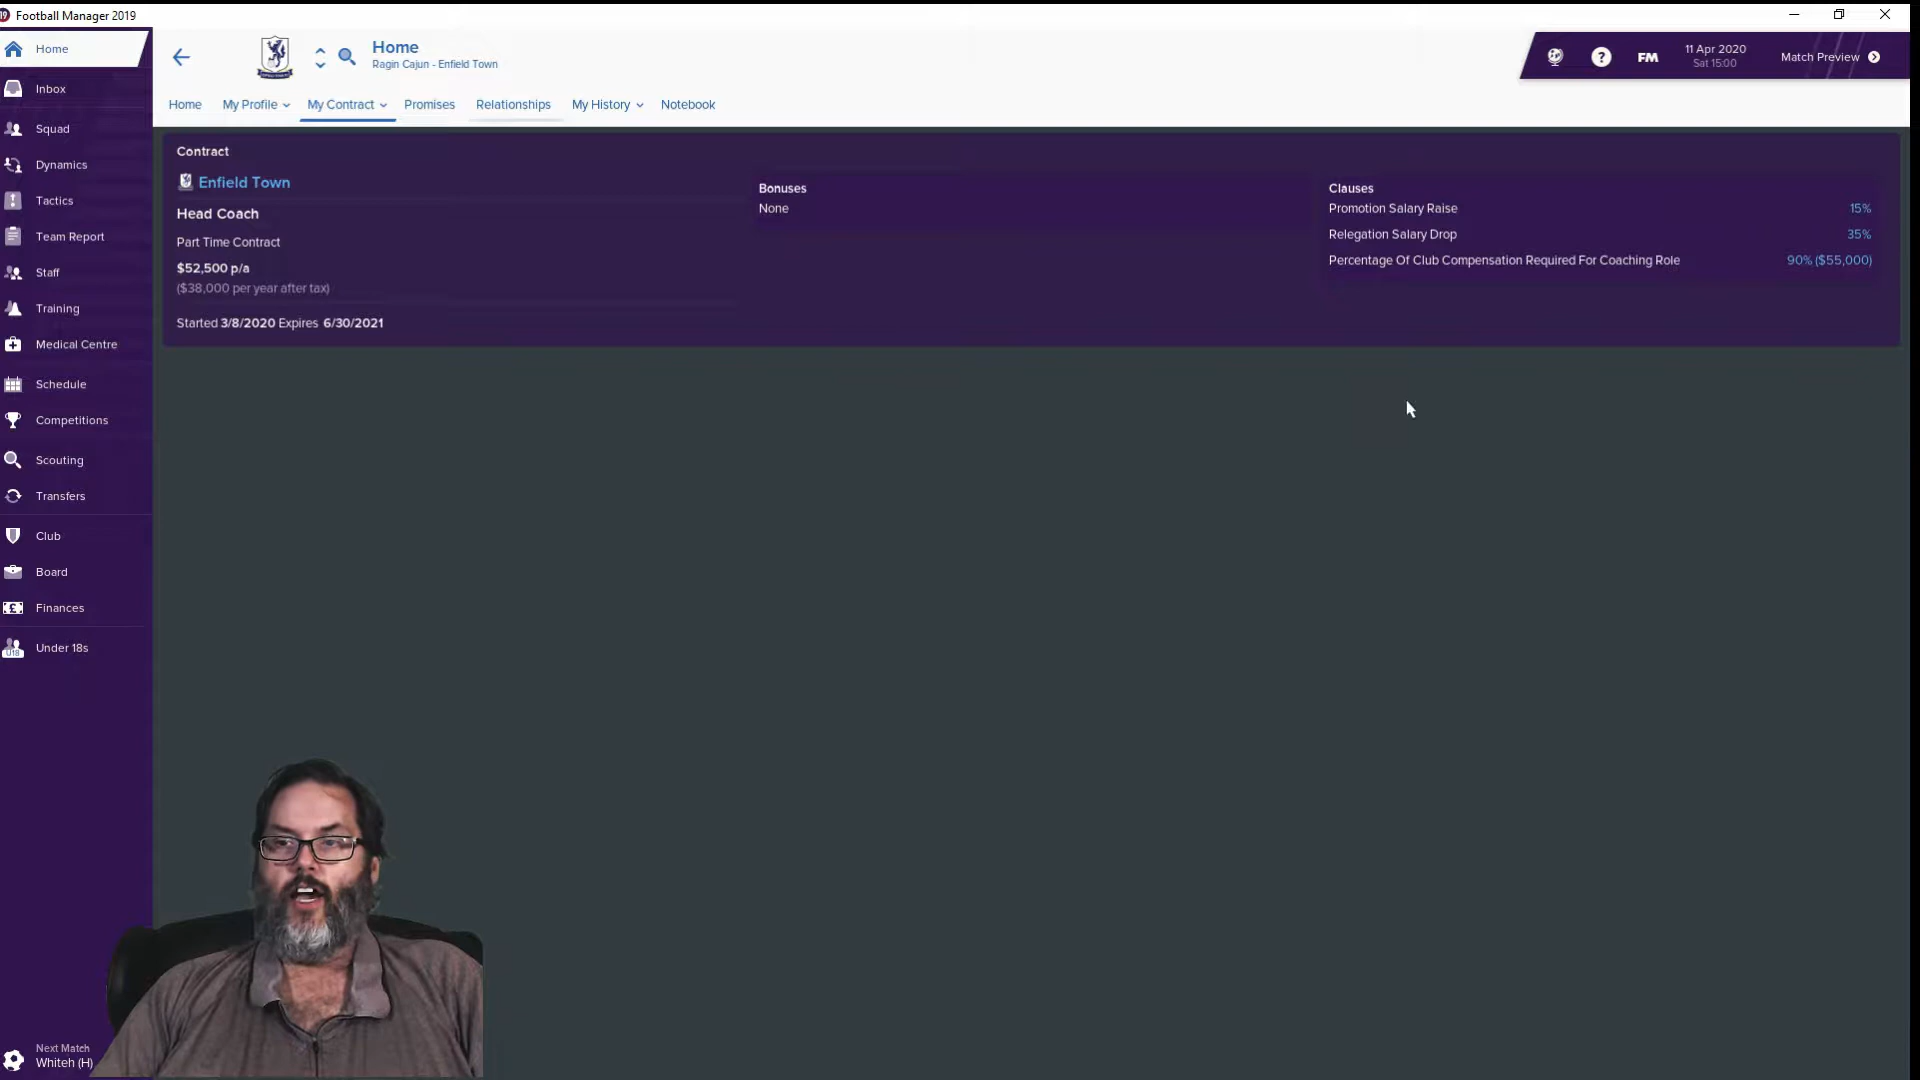 Football Manager 2019
Home
Inbox
Squad
Dynamics
Tactics
Team Report
Staff
Training
Medical Centre
Schedule
Competitions
Scouting
Transfers
Club
Board
Finances
U18
Under 18s
Next Match
Whiteh (H)
Home
Ragin Cajun - Enfield Town
FM
11 Apr 2020
Sat 15:00
Match Preview
Home My Profile My Contract Promises Relationships My History Notebook
Contract
Enfield Town
Head Coach
Part Time Contract
$52,500 p/a
($38,000 per year after tax)
Started 3/8/2020 Expires 6/30/2021
Bonuses
None
Clauses
Promotion Salary Raise 15%
Relegation Salary Drop 35%
Percentage Of Club Compensation Required For Coaching Role 90% ($55,000)